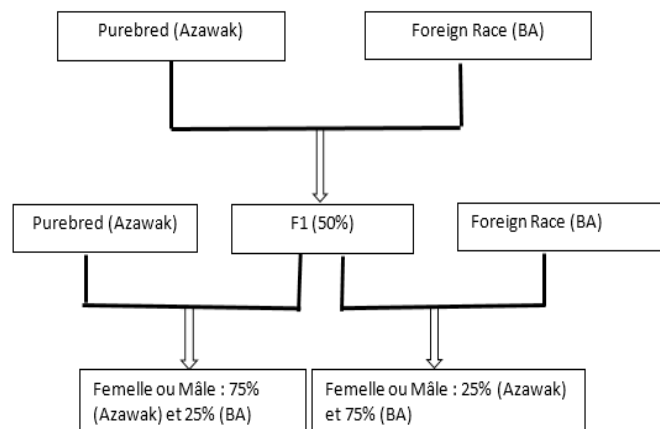 Purebred (Azawak)
Foreign Race (BA)
Purebred (Azawak)
F1 (50%)
Foreign Race (BA)
Femelle ou Mâle : 75%
(Azawak) et 25% (BA)
Femelle ou Mâle : 25% (Azawak)
et 75% (BA)